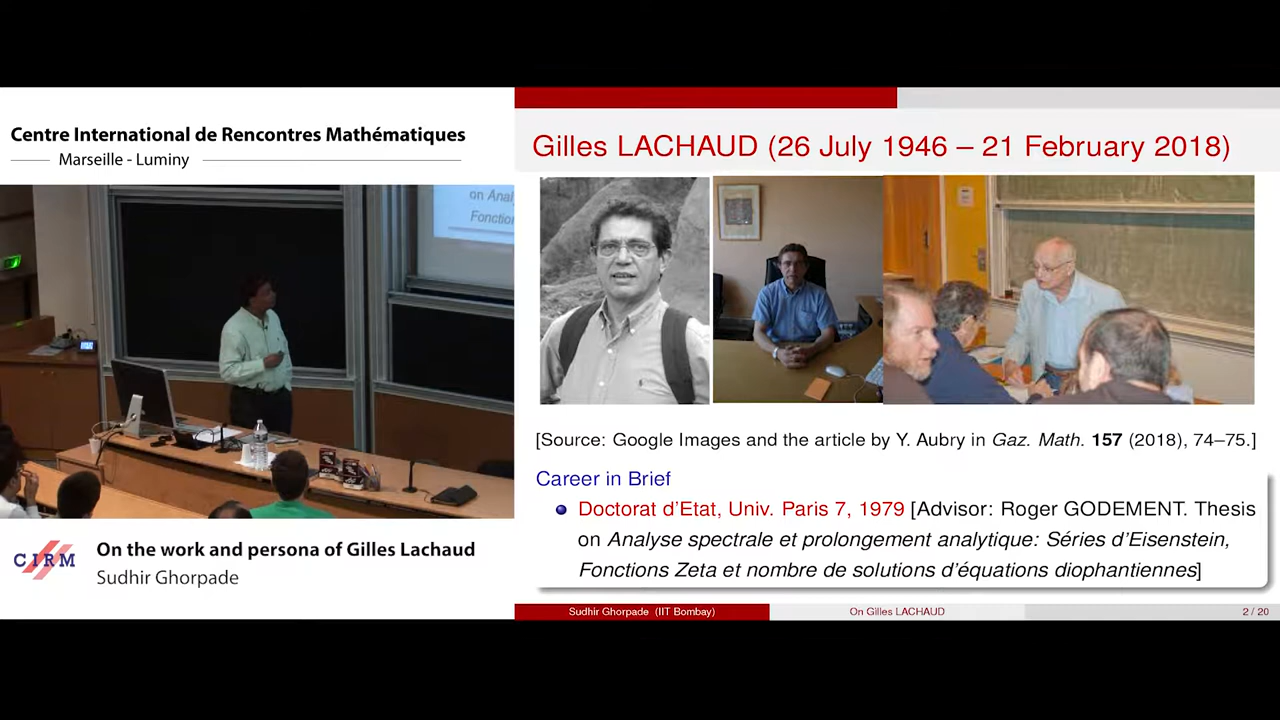 Centre International de Rencontres Mathématiques
Marseille - Luminy
on Analy
Fonction
CIRM
On the work and persona of Gilles Lachaud
Sudhir Ghorpade
Gilles LACHAUD (26 July 1946 – 21 February 2018)
[Source: Google Images and the article by Y. Aubry in Gaz. Math. 157 (2018), 74–75.]
Career in Brief
Doctorat d'Etat, Univ. Paris 7, 1979 [Advisor: Roger GODEMENT. Thesis
on Analyse spectrale et prolongement analytique: Séries d'Eisenstein,
Fonctions Zeta et nombre de solutions d'équations diophantiennes]
Sudhir Ghorpade (IIT Bombay)
On Gilles LACHAUD
2 / 20